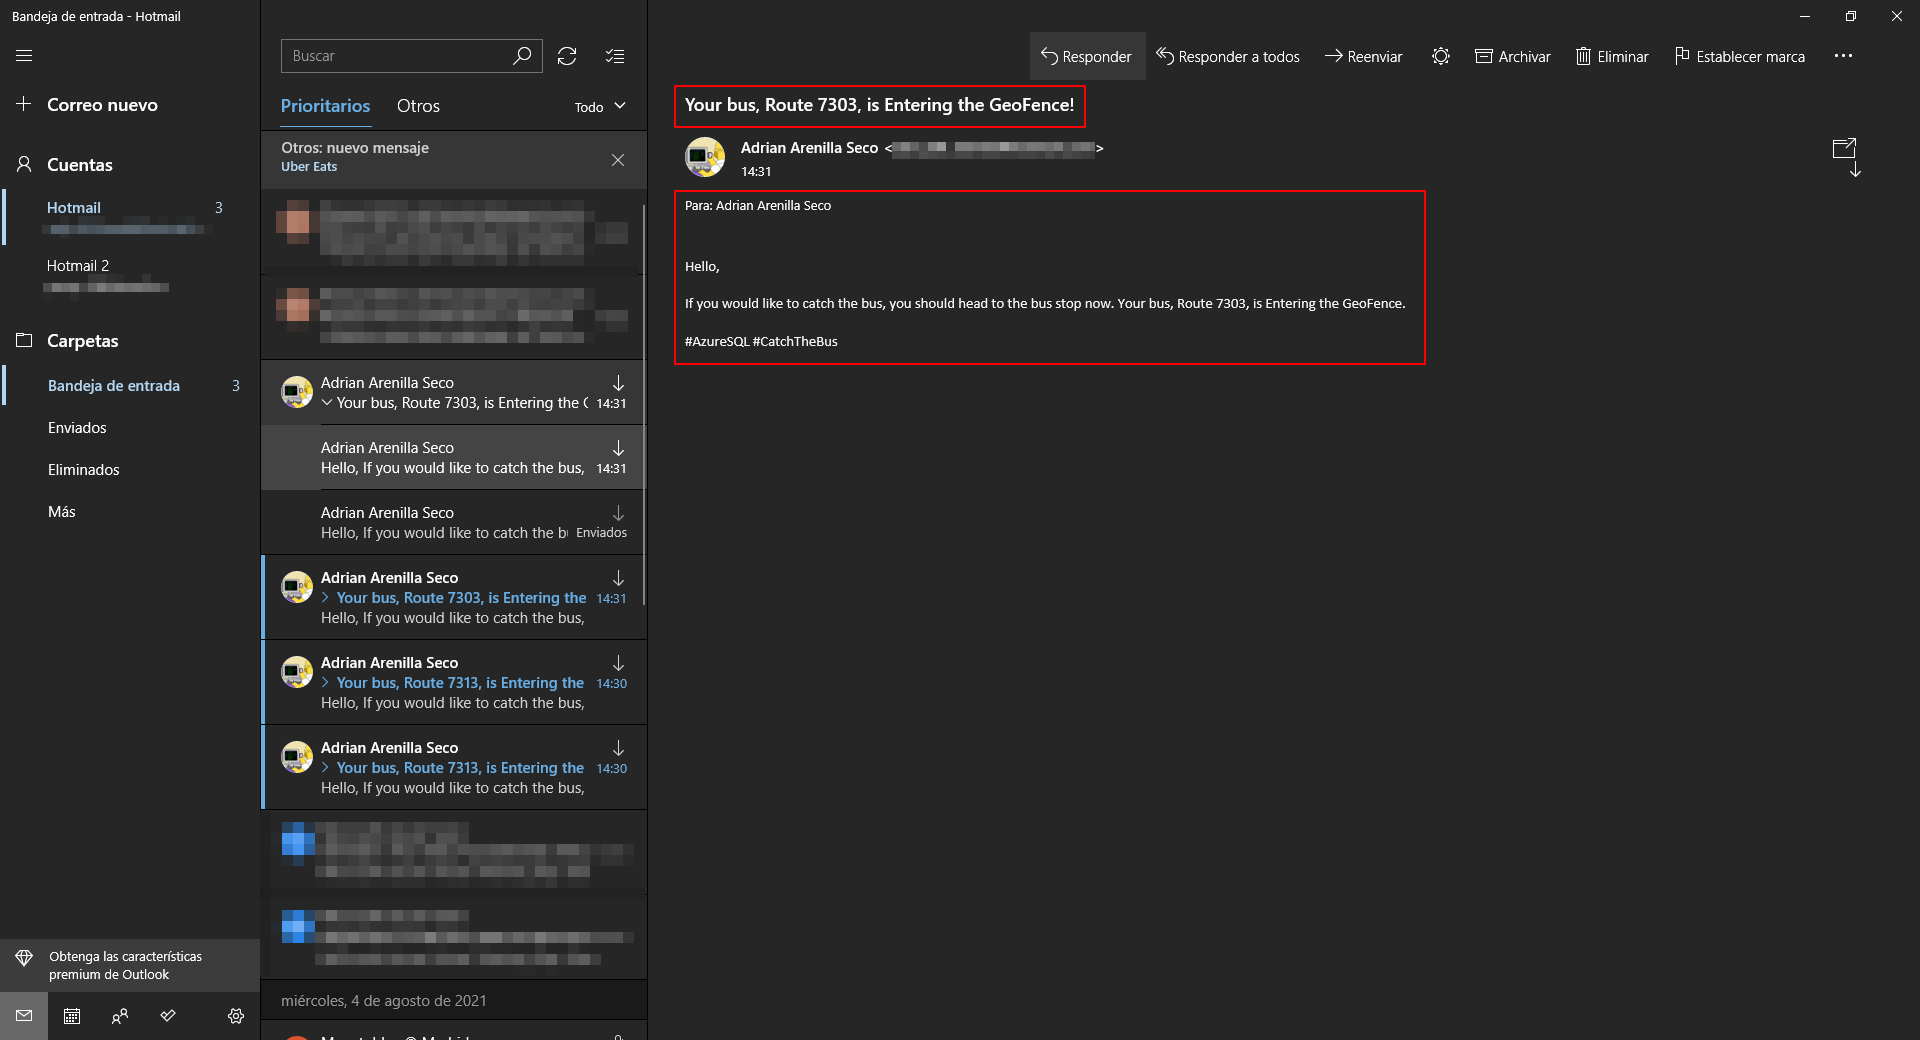 Bandeja de entrada - Hotmail
Correo nuevo
Cuentas
Hotmail 3
Hotmail 2
Carpetas
Bandeja de entrada 3
Enviados
Eliminados
Más
Obtenga las características
premium de Outlook
Buscar
Prioritarios Otros Todo
Otros: nuevo mensaje
Uber Eats
Adrian Arenilla Seco
Your bus, Route 7303, is Entering the 14:31
Adrian Arenilla Seco
Hello, If you would like to catch the bus, 14:31
Adrian Arenilla Seco
Hello, If you would like to catch the Enviados
Adrian Arenilla Seco
Your bus, Route 7303, is Entering the 14:31
Hello, If you would like to catch the bus,
Adrian Arenilla Seco
Your bus, Route 7313, is Entering the 14:30
Hello, If you would like to catch the bus,
Adrian Arenilla Seco
Your bus, Route 7313, is Entering the 14:30
Hello, If you would like to catch the bus,
miércoles, 4 de agosto de 2021
Responder Responder a todos Reenviar Archivar Eliminar Establecer marca
Your bus, Route 7303, is Entering the GeoFence!
Adrian Arenilla Seco < >
14:31
Para: Adrian Arenilla Seco
Hello,
If you would like to catch the bus, you should head to the bus stop now. Your bus, Route 7303, is Entering the GeoFence.
#AzureSQL #CatchTheBus